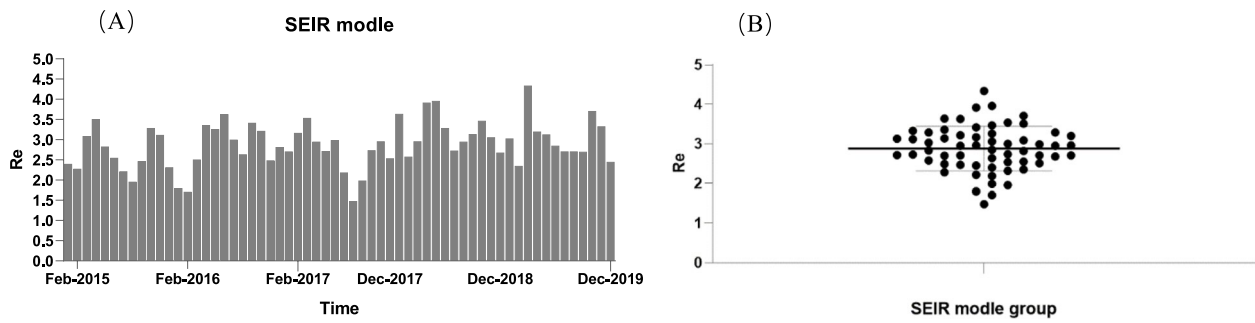 (A)
SEIR modle
5.0
4.5
4.0
3.5
3.0
2.5
2.0
1.5
1.0
0.5
0.0
Re
Feb-2015 Feb-2016 Feb-2017 Dec-2017 Dec-2018 Dec-2019
Time
(B)
5
4
3
2
1
0
Re
SEIR modle group